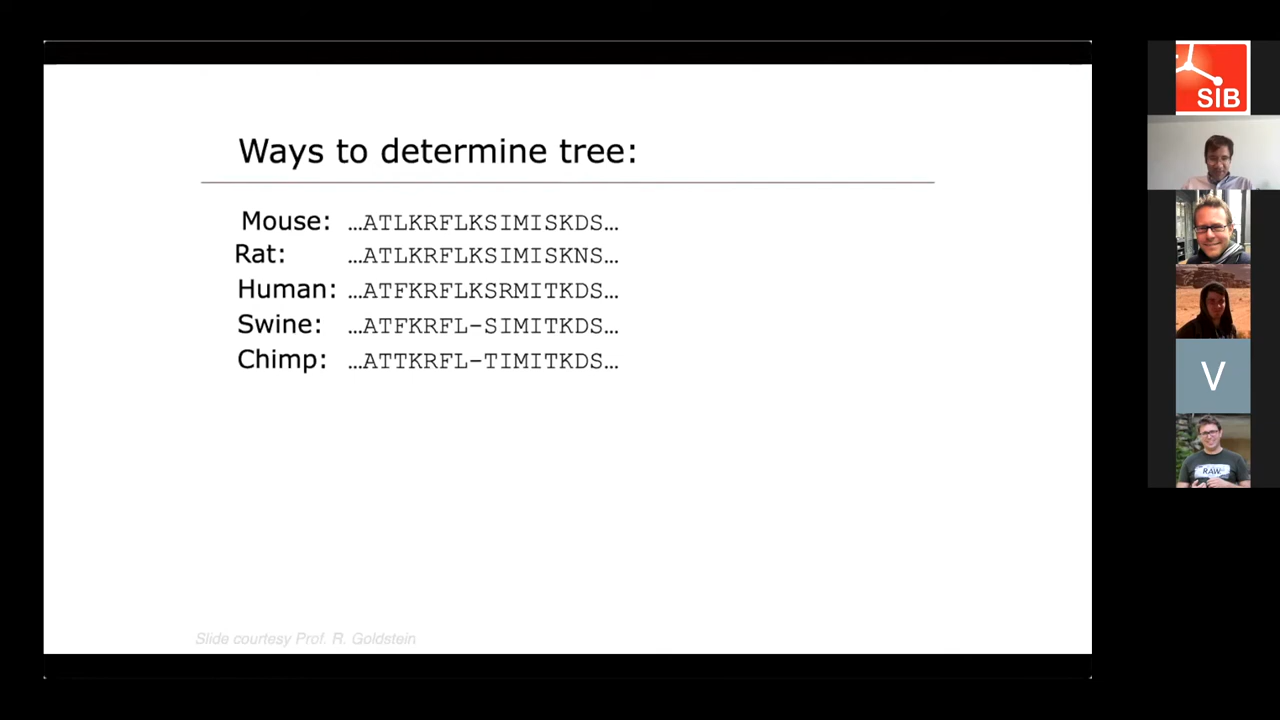 Ways to determine tree:
Mouse: …ATLKRFLKSIMISKDS…
Rat: …ATLKRFLKSIMISKNS…
Human: …ATFKRFLKSRMITKDS…
Swine: …ATFKRFL-SIMITKDS…
Chimp: …ATTKRFL-TIMITKDS…
Slide courtesy Prof. R. Goldstein
SIB
V
RAW